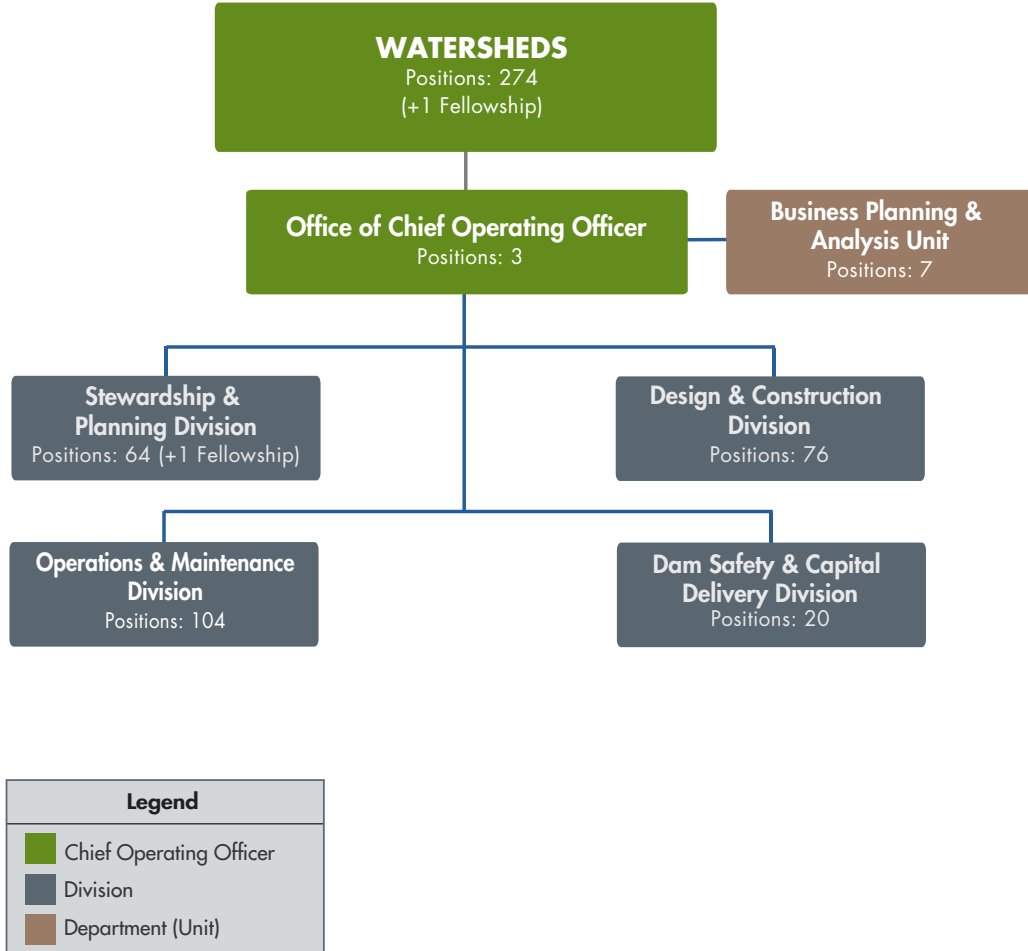 WATERSHEDS
Positions: 274
(+1 Fellowship)
Office of Chief Operating Officer
Positions: 3
Business Planning &
Analysis Unit
Positions: 7
Stewardship &
Planning Division
Positions: 64 (+1 Fellowship)
Design & Construction
Division
Positions: 76
Operations & Maintenance
Division
Positions: 104
Dam Safety & Capital
Delivery Division
Positions: 20
Legend
Chief Operating Officer
Division
Department (Unit)